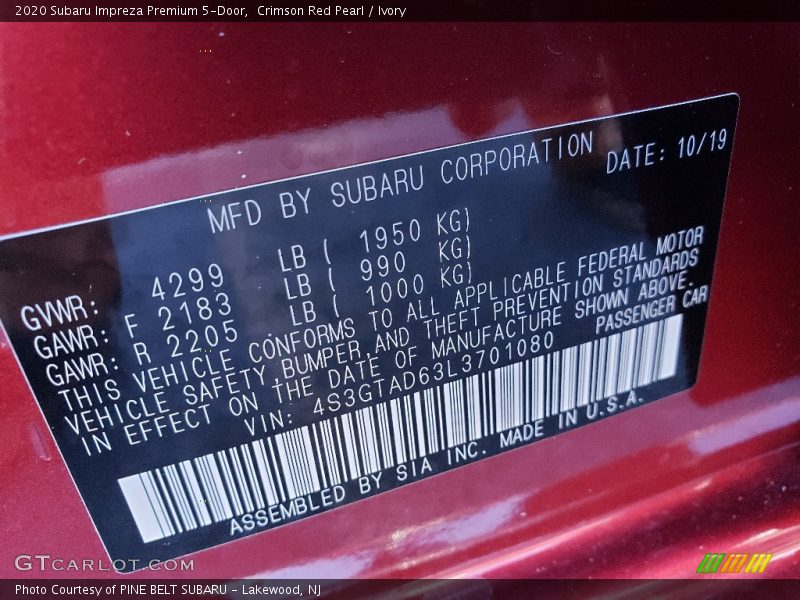 2020 Subaru Impreza Premium 5-Door,  Crimson Red Pearl / Ivory
MFD BY SUBARU CORPORATION DATE: 10/19
GVWR: 4299 LB ( 1950 KG)
GAWR: F 2183 LB ( 990 KG)
GAWR: R 2205 LB ( 1000 KG)
THIS VEHICLE CONFORMS TO ALL APPLICABLE FEDERAL MOTOR
VEHICLE SAFETY,BUMPER,AND THEFT PREVENTION STANDARDS
IN EFFECT ON THE DATE OF MANUFACTURE SHOWN ABOVE.
VIN: 4S3GTAD63L3701080 PASSENGER CAR
ASSEMBLED BY SIA INC. MADE IN U.S.A.
GTCARLOT.COM
Photo Courtesy of PINE BELT SUBARU - Lakewood, NJ